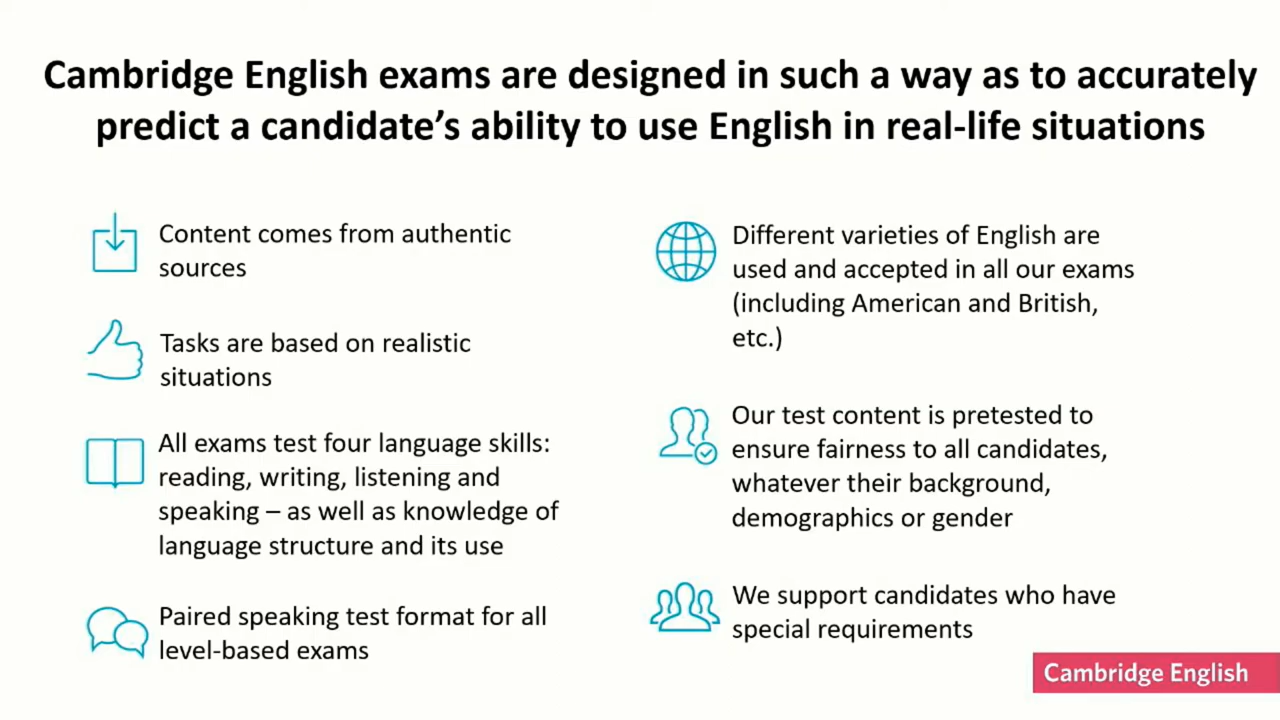 Cambridge English exams are designed in such a way as to accurately
predict a candidate’s ability to use English in real-life situations
Content comes from authentic
sources
Tasks are based on realistic
situations
All exams test four language skills:
reading, writing, listening and
speaking – as well as knowledge of
language structure and its use
Paired speaking test format for all
level-based exams
Different varieties of English are
used and accepted in all our exams
(including American and British,
etc.)
Our test content is pretested to
ensure fairness to all candidates,
whatever their background,
demographics or gender
We support candidates who have
special requirements
Cambridge English